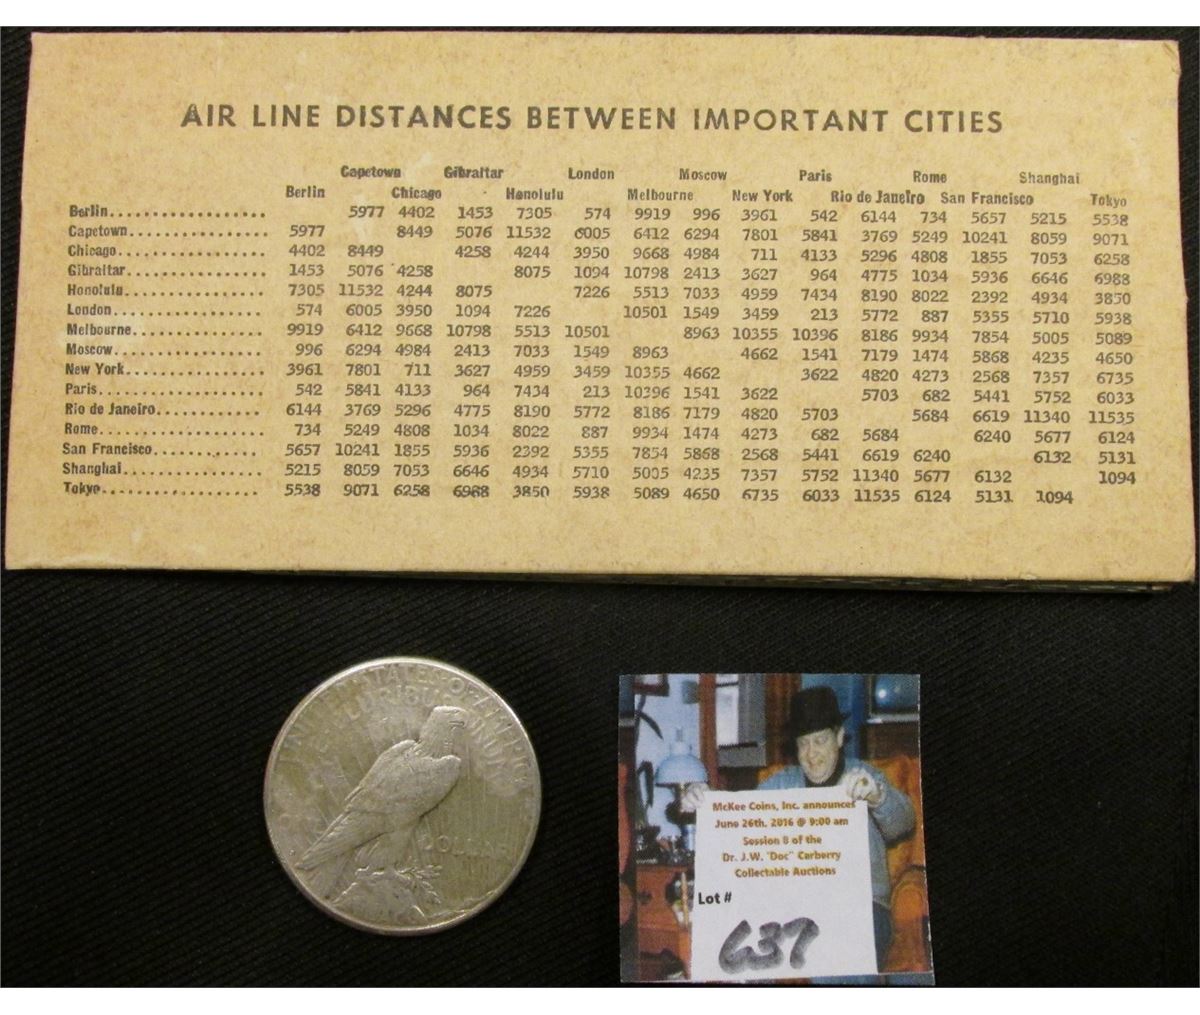 AIR LINE DISTANCES BETWEEN IMPORTANT CITIES
Capetown Gibraltar London Moscow Paris Rome Shanghai
Berlin Chicago Honolulu Melbourne New York Rio de Janeiro San Francisco Tokyo
Berlin.................. 5977 4402 1453 7305 574 9919 996 3961 542 6144 734 5657 5215 5538
Capetown................ 5977 8449 5076 11532 6005 6412 6294 7801 5841 3769 5249 10241 8059 9071
Chicago................. 4402 8449 4258 4244 3950 9668 4984 711 4133 5296 4808 1855 7053 6258
Gibraltar................ 1453 5076 4258 8075 1094 10798 2413 3627 964 4775 1034 5936 6646 6988
Honolulu................ 7305 11532 4244 8075 7226 5513 7033 4959 7434 8190 8022 2392 4934 3850
London.................. 574 6005 3950 1094 7226 10501 1549 3459 213 5772 887 5355 5710 5938
Melbourne............... 9919 6412 9668 10798 5513 10501 8963 10355 10396 8186 9934 7854 5005 5089
Moscow.................. 996 6294 4984 2413 7033 1549 8963 4662 1541 7179 1474 5868 4235 4650
New York................ 3961 7801 711 3627 4959 3459 10355 4662 3622 4820 4273 2568 7357 6735
Paris................... 542 5841 4133 964 7434 213 10396 1541 3622 5703 682 5441 5752 6033
Rio de Janeiro............ 6144 3769 5296 4775 8190 5772 8186 7179 4820 5703 5684 6619 11340 11535
Rome................... 734 5249 4808 1034 8022 887 9934 1474 4273 682 5684 6240 5677 6124
San Francisco............ 5657 10241 1855 5936 2392 5355 7854 5868 2568 5441 6619 6240 6132 5131
Shanghai................ 5215 8059 7053 6646 4934 5710 5005 4235 7357 5752 11340 5677 6132 1094
Tokyo................... 5538 9071 6258 6988 3850 5938 5089 4650 6735 6033 11535 6124 5131 1094
UNITED STATES OF AMERICA
E PLURIBUS UNUM
McKee Coins, Inc. announces
June 26th, 2016 @ 9:00 am
Session 8 of the
Dr. J.W. "Doc" Carberry
Collectable Auctions
Lot #
637